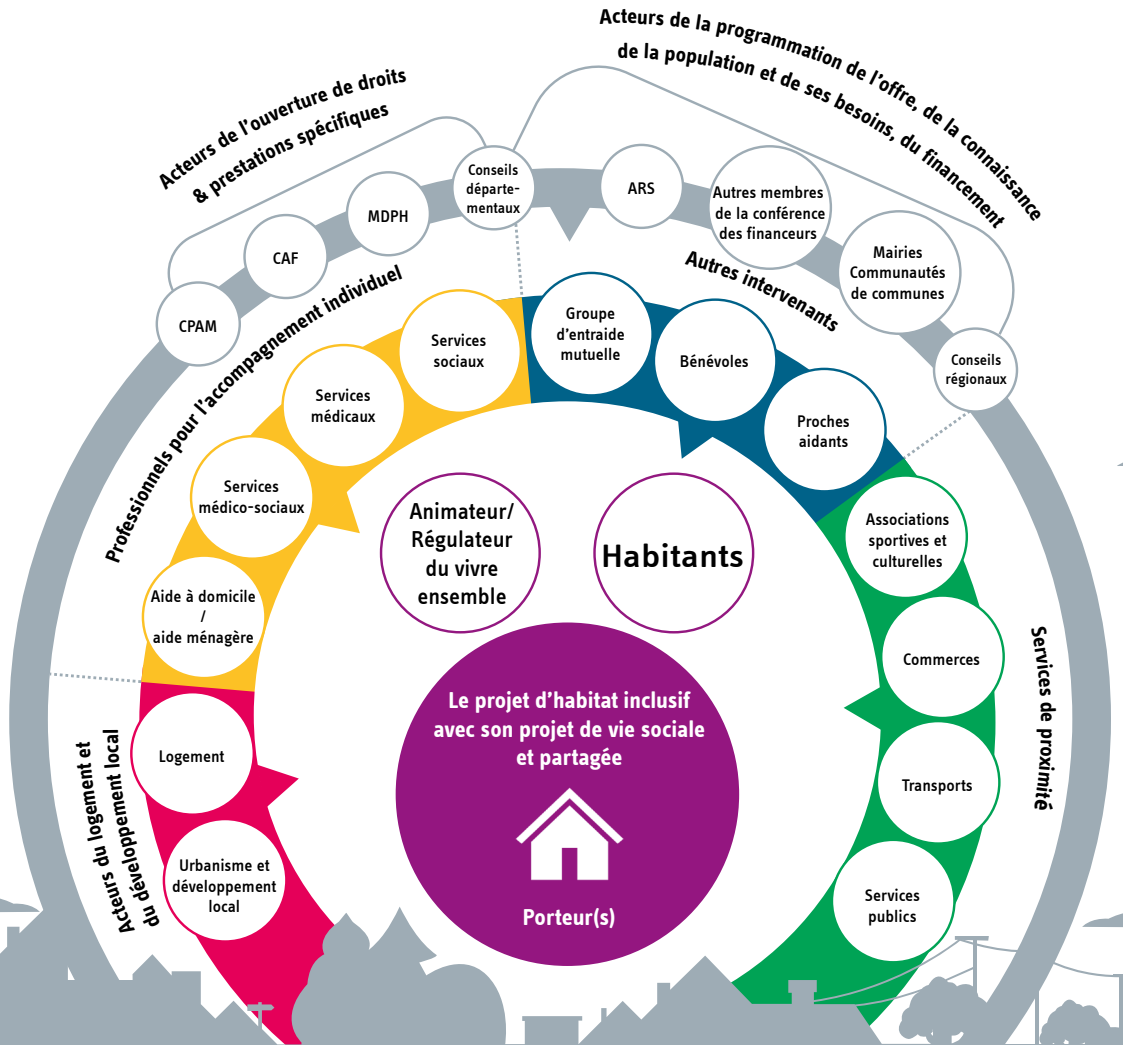 Acteurs de la programmation de l'offre, de la connaissance
de la population et de ses besoins, du financement
Acteurs de l'ouverture de droits
& prestations spécifiques
Conseils
départe-
mentaux
ARS
Autres membres
de la conférence
des financeurs
MDPH
CAF
Mairies
Communautés
de communes
CPAM
Conseils
régionaux
Professionnels pour l'accompagnement individuel
Autres intervenants
Services
sociaux
Groupe
d'entraide
mutuelle
Bénévoles
Services
médicaux
Proches
aidants
Services
médico-sociaux
Associations
sportives et
culturelles
Animateur/
Régulateur
du vivre
ensemble
Habitants
Aide à domicile
/
aide ménagère
Commerces
Services de proximité
Le projet d'habitat inclusif
avec son projet de vie sociale
et partagée
Acteurs du logement et
du développement local
Logement
Transports
Urbanisme et
développement
local
Services
publics
Porteur(s)